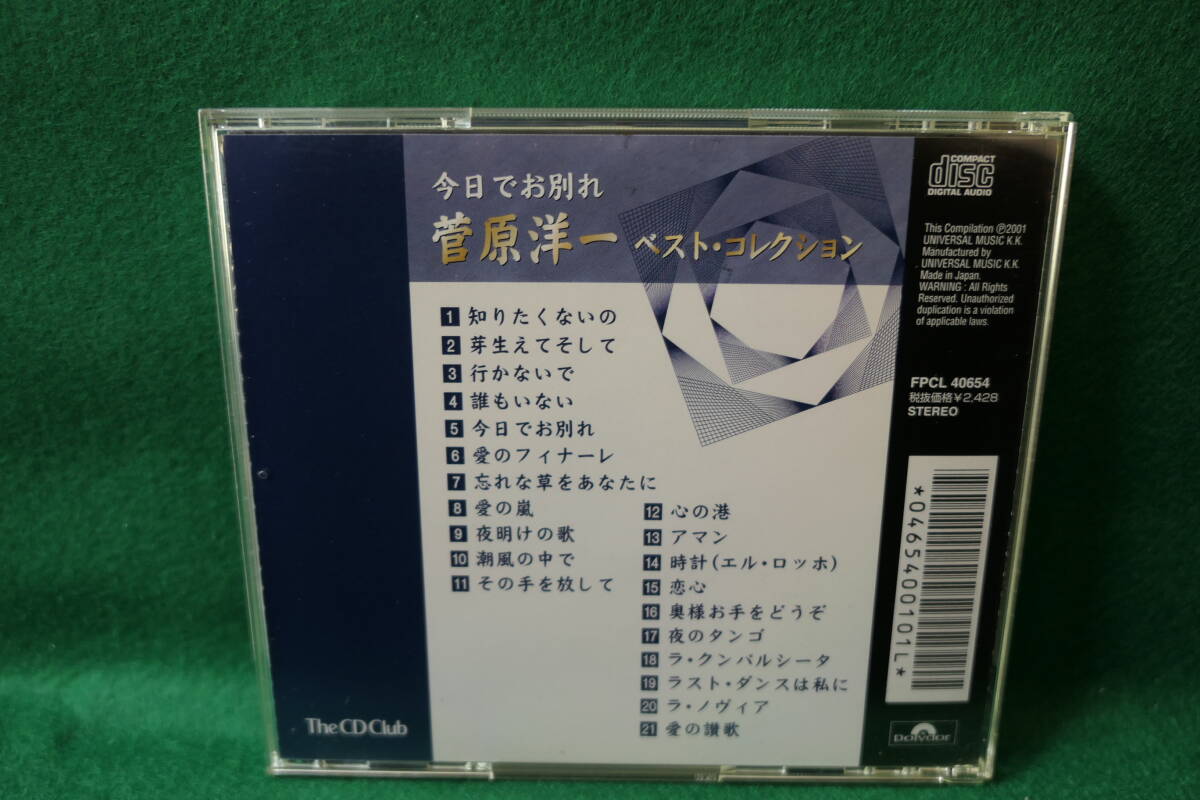 今日でお別れ
菅原洋一 ベスト・コレクション
1 知りたくないの
2 芽生えてそして
3 行かないで
4 誰もいない
5 今日でお別れ
6 愛のフィナーレ
7 忘れな草をあなたに
8 愛の嵐
9 夜明けの歌
10 潮風の中で
11 その手を放して
12 心の港
13 アマン
14 時計(エル・ロッホ)
15 恋心
16 奥様お手をどうぞ
17 夜のタンゴ
18 ラ・クンパルシータ
19 ラスト・ダンスは私に
20 ラ・ノヴィア
21 愛の讃歌
The CD Club
COMPACT
disc
DIGITAL AUDIO
This Compilation ℗2001
UNIVERSAL MUSIC K.K.
Manufactured by
UNIVERSAL MUSIC K.K.
Made in Japan.
WARNING : All Rights
Reserved. Unauthorized
duplication is a violation
of applicable laws.
FPCL 40654
税抜価格¥2,428
STEREO
*0465400101L*
polydor